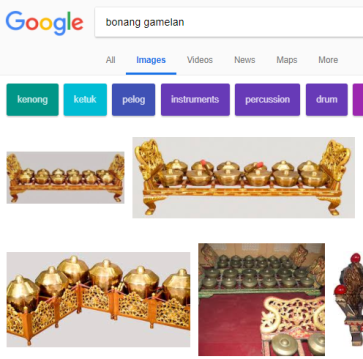 Google bonang gamelan
All Images Videos News Maps More
kenong ketuk pelog instruments percussion drum